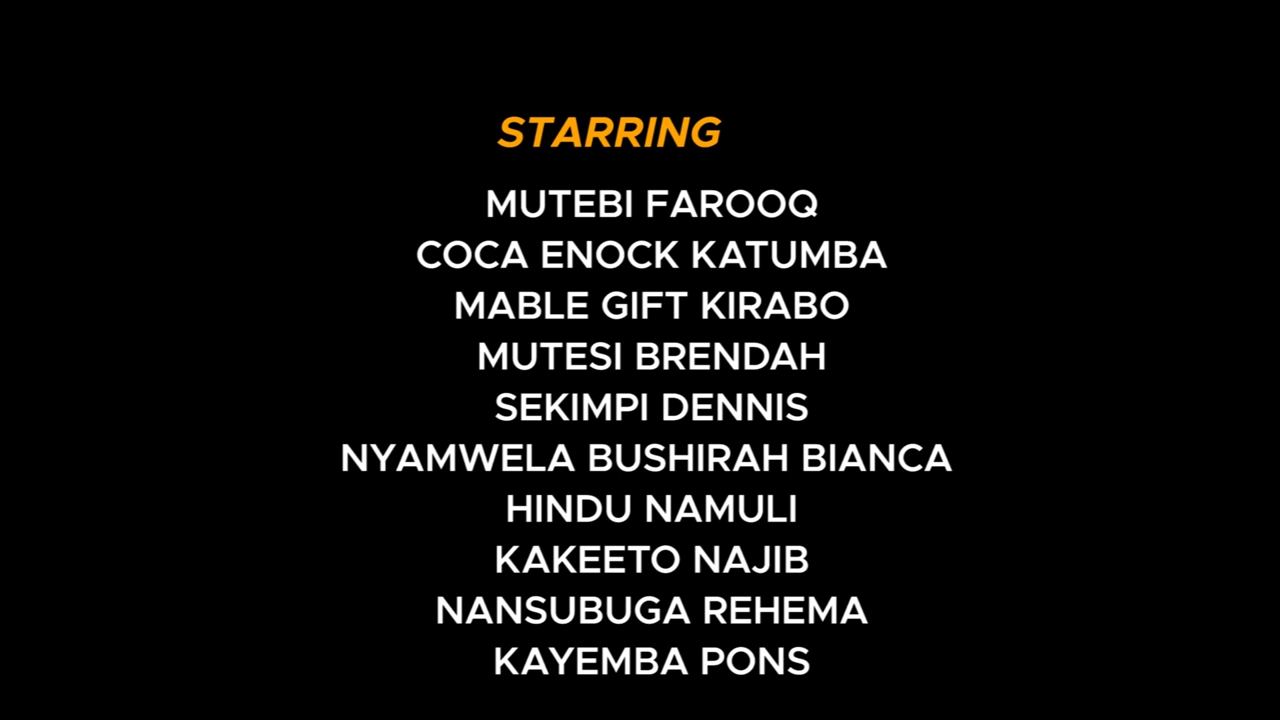 STARRING
MUTEBI FAROOQ
COCA ENOCK KATUMBA
MABLE GIFT KIRABO
MUTESI BRENDAH
SEKIMPI DENNIS
NYAMWELA BUSHIRAH BIANCA
HINDU NAMULI
KAKEETO NAJIB
NANSUBUGA REHEMA
KAYEMBA PONS